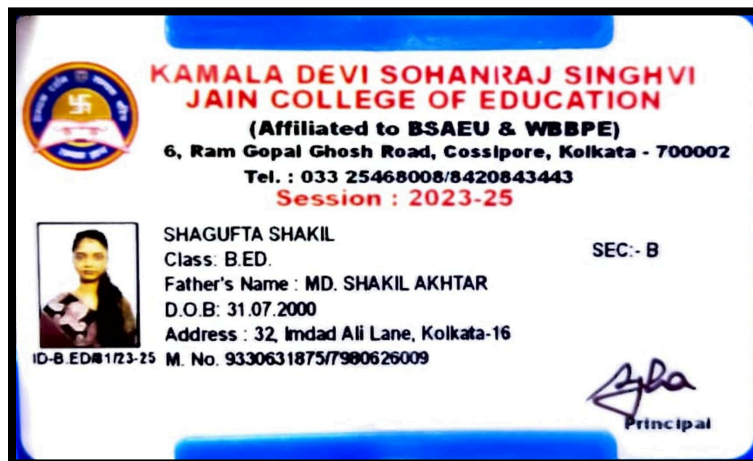 KAMALA DEVI SOHANIRAJ SINGHVI
JAIN COLLEGE OF EDUCATION
(Affiliated to BSAEU & WBBPE)
6, Ram Gopal Ghosh Road, Cossipore, Kolkata - 700002
Tel. : 033 25468008/8420843443
Session : 2023-25
SHAGUFTA SHAKIL
SEC:- B
Class: B.ED.
Father's Name : MD. SHAKIL AKHTAR
D.O.B: 31.07.2000
Address : 32, Imdad Ali Lane, Kolkata-16
M. No. 9330631875/7980626009
Principal